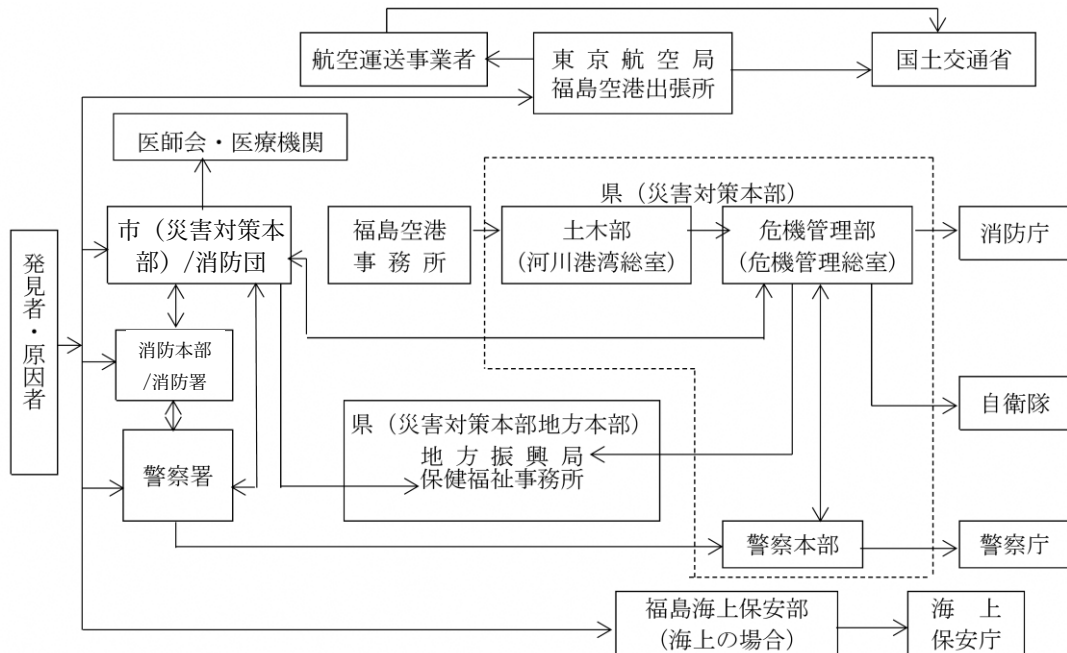 航空運送事業者
東京航空局
福島空港出張所
国土交通省
医師会・医療機関
県（災害対策本部）
市（災害対策本
部）/消防団
福島空港
事務所
土木部
（河川港湾総室）
危機管理部
（危機管理総室）
消防庁
発見者・原因者
消防本部
/消防署
自衛隊
県（災害対策本部地方本部）
地方振興局
保健福祉事務所
警察署
警察本部
警察庁
福島海上保安部
（海上の場合）
海上
保安庁